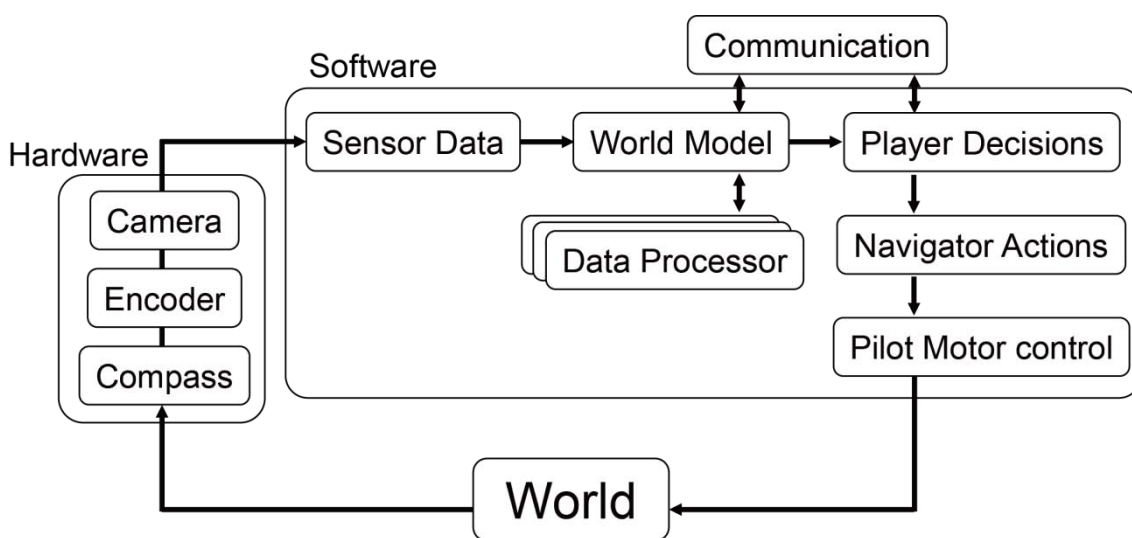 Communication
Software
Sensor Data
World Model
Player Decisions
Hardware
Camera
Data Processor
Navigator Actions
Encoder
Pilot Motor control
Compass
World